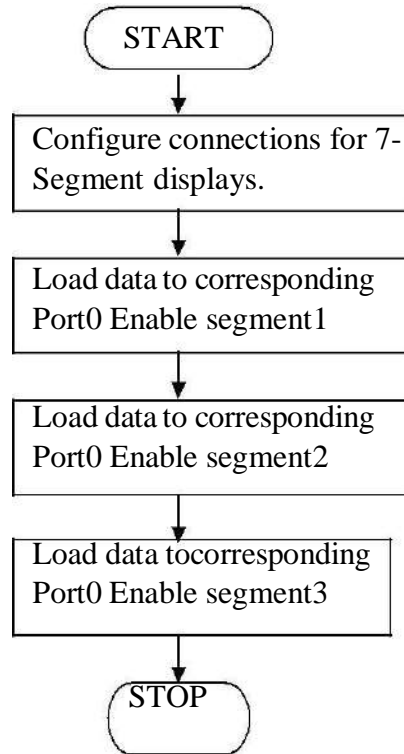 START
Configure connections for 7-
Segment displays.
Load data to corresponding
Port0 Enable segment1
Load data to corresponding
Port0 Enable segment2
Load data tocorresponding
Port0 Enable segment3
STOP